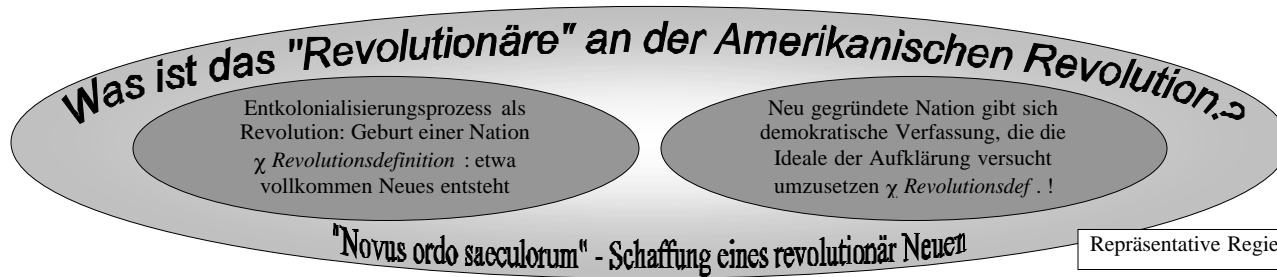 Was ist das "Revolutionäre" an der Amerikanischen Revolution?
Entkolonialisierungsprozess als
Revolution: Geburt einer Nation
χ Revolutionsdefinition : etwa
vollkommen Neues entsteht
Neu gegründete Nation gibt sich
demokratische Verfassung, die die
Ideale der Aufklärung versucht
umzusetzen χ Revolutionsdef . !
"Novus ordo saeculorum" - Schaffung eines revolutionär Neuen
Repräsentative Regie